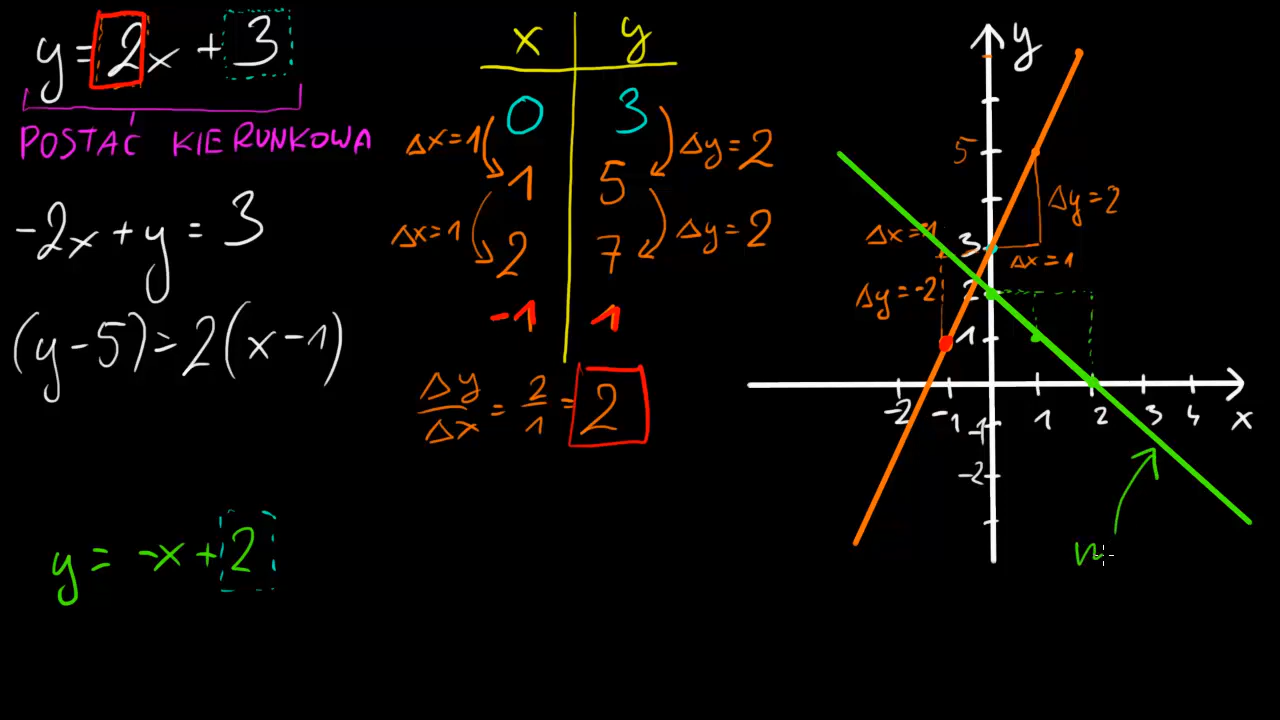 y = 2x + 3
POSTAĆ KIERUNKOWA
-2x + y = 3
(y - 5) = 2(x - 1)
y = -x + 2
x y
0 3
Δx = 1 Δy = 2
1 5
Δx = 1 Δy = 2
2 7
-1 1
Δy/Δx = 2/1 = 2
y
5
Δy = 2
3
Δx = 1
Δy = -2
2
1
-2 -1 1 2 3 4 x
-1
-2